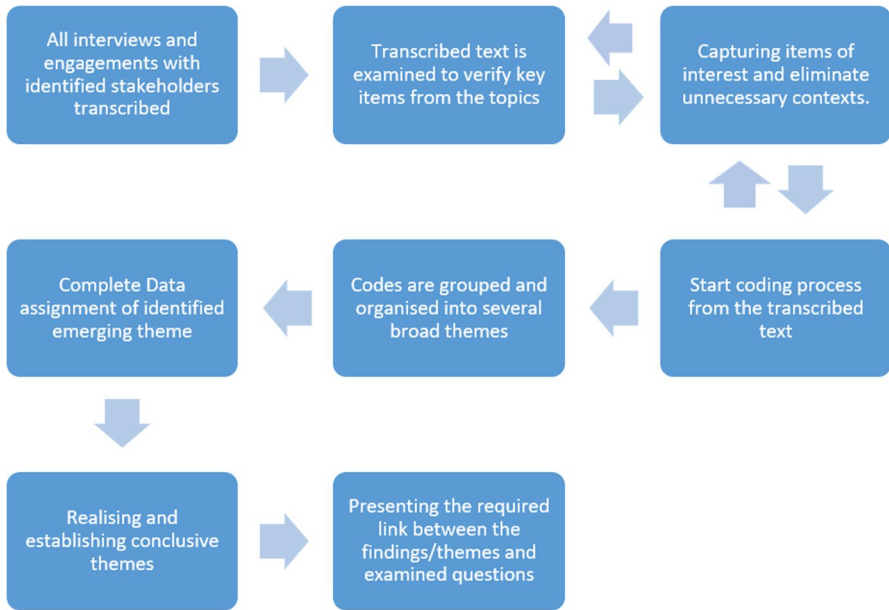 All interviews and
engagements with
identified stakeholders
transcribed
Transcribed text is
examined to verify key
items from the topics
Capturing items of
interest and eliminate
unnecessary contexts.
Complete Data
assignment of identified
emerging theme
Codes are grouped and
organised into several
broad themes
Start coding process
from the transcribed
text
Realising and
establishing conclusive
themes
Presenting the required
link between the
findings/themes and
examined questions